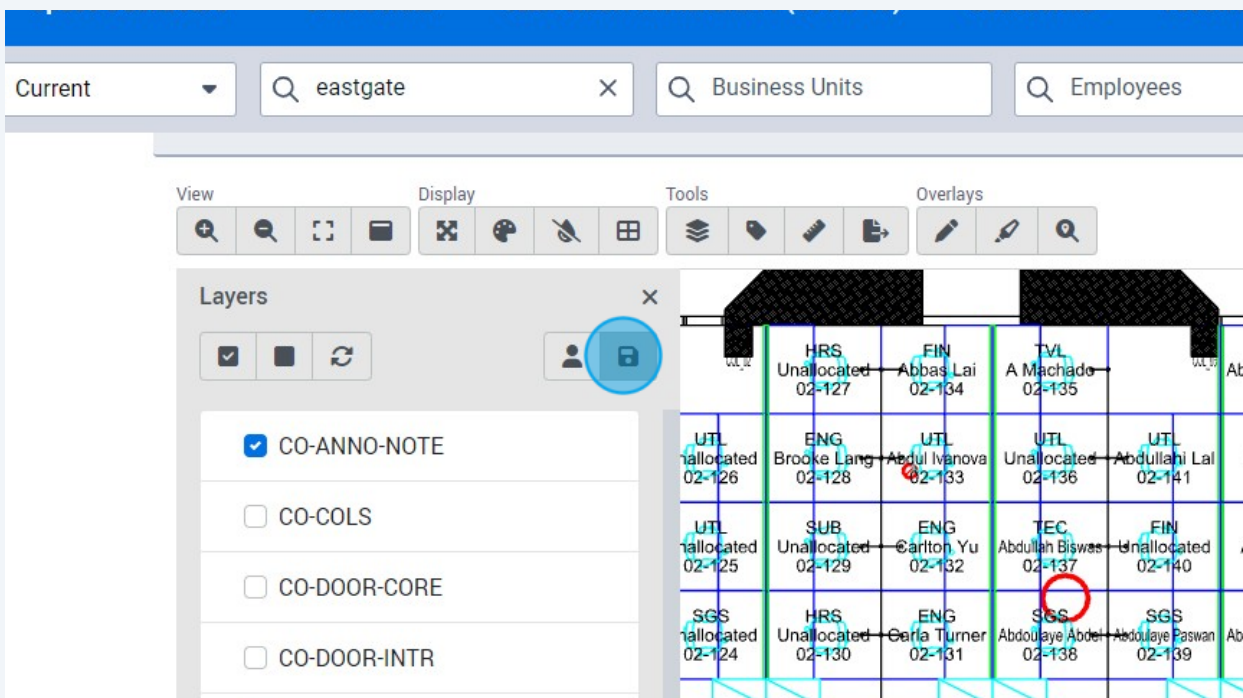 Current
eastgate
Business Units
Employees
View
Display
Tools
Overlays
Layers
CO-ANNO-NOTE
CO-COLS
CO-DOOR-CORE
CO-DOOR-INTR
HRS
Unallocated
02-127
FIN
Abbas Lai
02-134
TVL
A Machado
02-135
Ab
UTL
nallocated
02-126
ENG
Brooke Lang
02-128
UTL
Abdul Ivanova
02-133
UTL
Unallocated
02-136
UTL
Abdullahi Lal
02-141
UTL
nallocated
02-125
SUB
Unallocated
02-129
ENG
Carlton Yu
02-132
TEC
Abdullah Biswas
02-137
FIN
Unallocated
02-140
SGS
nallocated
02-124
HRS
Unallocated
02-130
ENG
Carla Turner
02-131
SGS
Abdoulaye Abdel
02-138
SGS
Abdoulaye Paswan
02-139
Ab